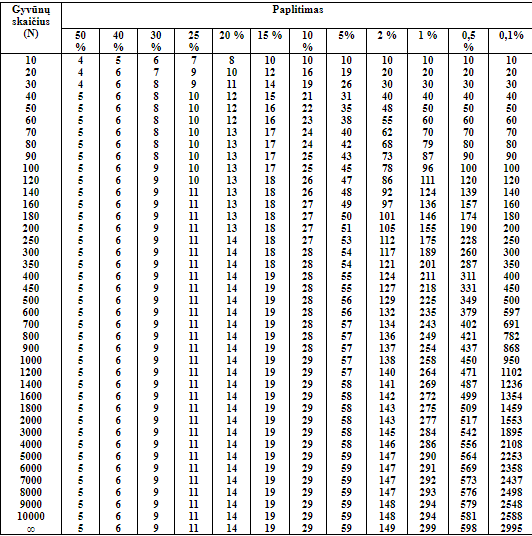 Gyvūnų Paplitimas
skaičius
(N) 50 40 30 25 20 % 15 % 10 5% 2 % 1 % 0,5 0,1%
% % % % % %
10 4 5 6 7 8 10 10 10 10 10 10 10
20 4 6 7 9 10 12 16 19 20 20 20 20
30 4 6 8 9 11 14 19 26 30 30 30 30
40 5 6 8 10 12 15 21 31 40 40 40 40
50 5 6 8 10 12 16 22 35 48 50 50 50
60 5 6 8 10 12 16 23 38 55 60 60 60
70 5 6 8 10 13 17 24 40 62 70 70 70
80 5 6 8 10 13 17 24 42 68 79 80 80
90 5 6 8 10 13 17 25 43 73 87 90 90
100 5 6 9 10 13 17 25 45 78 96 100 100
120 5 6 9 10 13 18 26 47 86 111 120 120
140 5 6 9 11 13 18 26 48 92 124 139 140
160 5 6 9 11 13 18 27 49 97 136 157 160
180 5 6 9 11 13 18 27 50 101 146 174 180
200 5 6 9 11 13 18 27 51 105 155 190 200
250 5 6 9 11 14 18 27 53 112 175 228 250
300 5 6 9 11 14 18 28 54 117 189 260 300
350 5 6 9 11 14 18 28 54 121 201 287 350
400 5 6 9 11 14 19 28 55 124 211 311 400
450 5 6 9 11 14 19 28 55 127 218 331 450
500 5 6 9 11 14 19 28 56 129 225 349 500
600 5 6 9 11 14 19 28 56 132 235 379 597
700 5 6 9 11 14 19 28 57 134 243 402 691
800 5 6 9 11 14 19 28 57 136 249 421 782
900 5 6 9 11 14 19 28 57 137 254 437 868
1000 5 6 9 11 14 19 29 57 138 258 450 950
1200 5 6 9 11 14 19 29 57 140 264 471 1102
1400 5 6 9 11 14 19 29 58 141 269 487 1236
1600 5 6 9 11 14 19 29 58 142 272 499 1354
1800 5 6 9 11 14 19 29 58 143 275 509 1459
2000 5 6 9 11 14 19 29 58 143 277 517 1553
3000 5 6 9 11 14 19 29 58 145 284 542 1895
4000 5 6 9 11 14 19 29 58 146 286 556 2108
5000 5 6 9 11 14 19 29 59 147 290 564 2253
6000 5 6 9 11 14 19 29 59 147 291 569 2358
7000 5 6 9 11 14 19 29 59 147 292 573 2437
8000 5 6 9 11 14 19 29 59 147 293 576 2498
9000 5 6 9 11 14 19 29 59 148 294 579 2548
10000 5 6 9 11 14 19 29 59 148 294 581 2588
∞ 5 6 9 11 14 19 29 59 149 299 598 2995